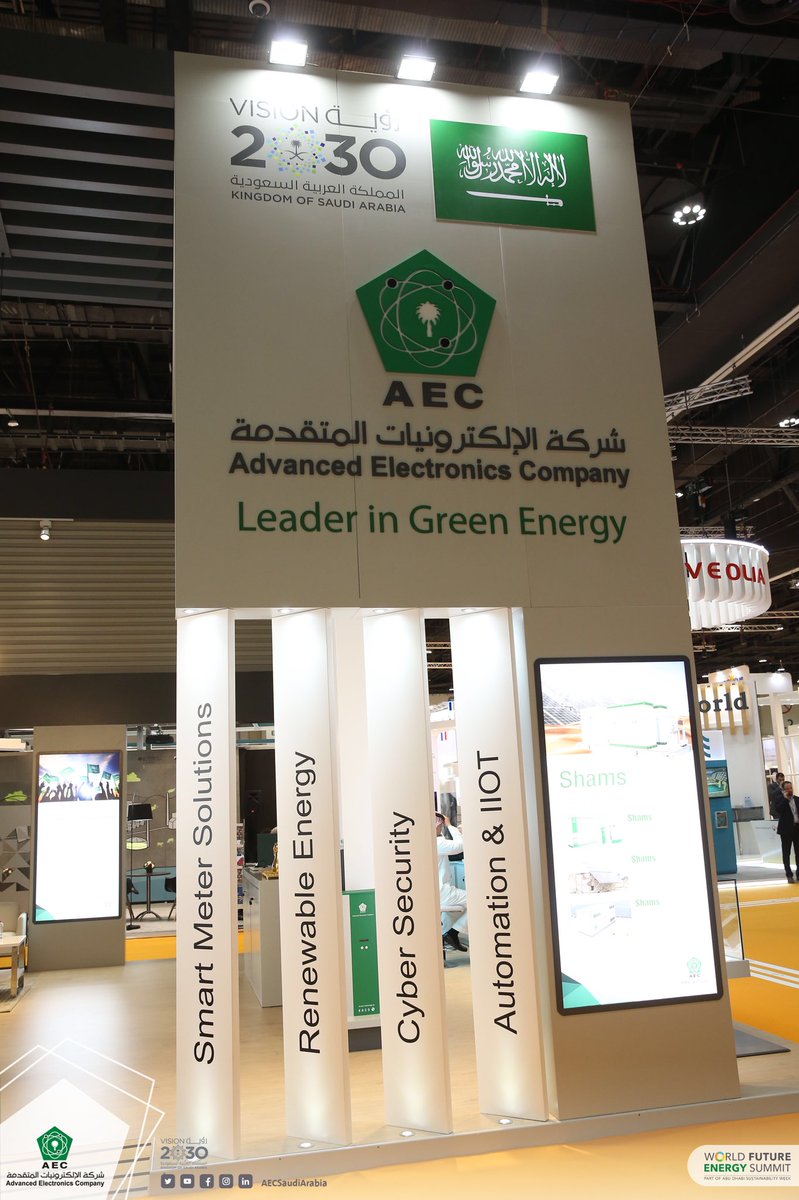 VISION رؤية
2030
المملكة العربية السعودية
KINGDOM OF SAUDI ARABIA
لا إله إلا الله محمد رسول الله
AEC
شركة الإلكترونيات المتقدمة
Advanced Electronics Company
Leader in Green Energy
VEOLIA
orld
Smart Meter Solutions
Renewable Energy
Cyber Security
Automation & IIOT
Shams
Shams
Shams
Shams
AEC
AEC
شركة الإلكترونيات المتقدمة
Advanced Electronics Company
VISION رؤية
2030
AECSaudiArabia
WORLD FUTURE
ENERGY SUMMIT
PART OF ABU DHABI SUSTAINABILITY WEEK